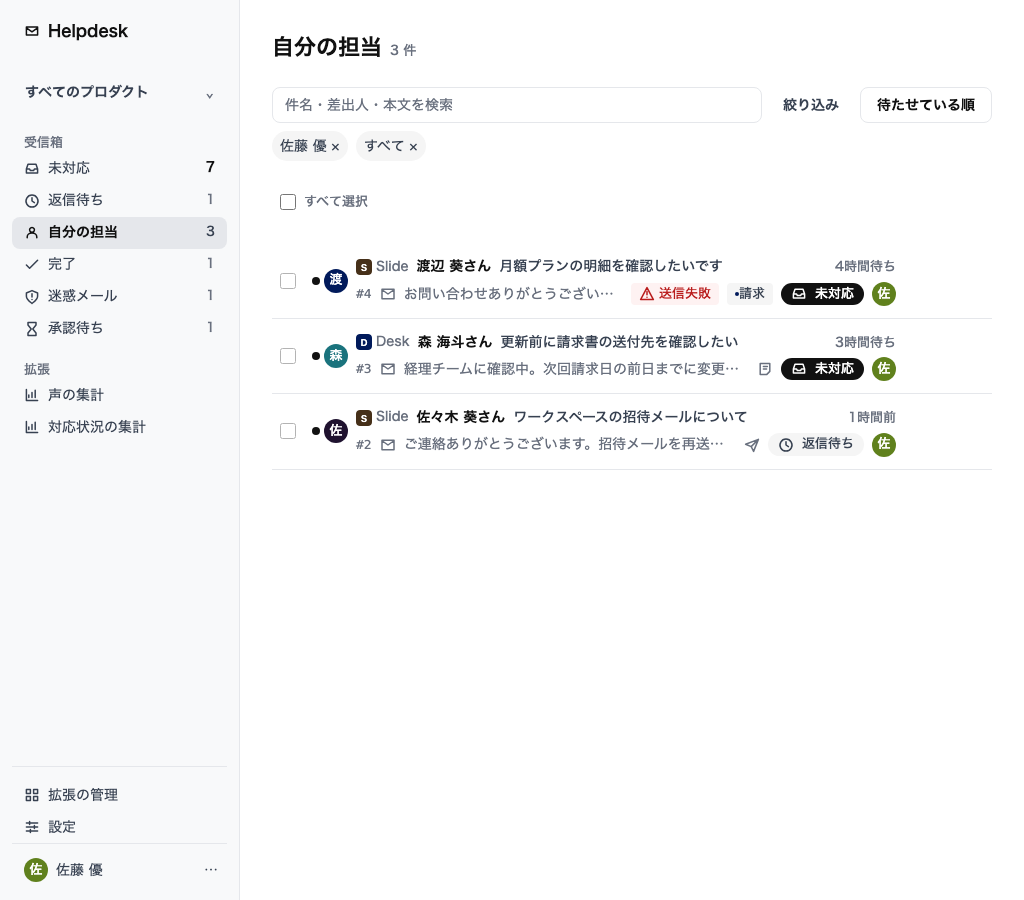 Helpdesk
すべてのプロダクト
受信箱
未対応 7
返信待ち 1
自分の担当 3
完了 1
迷惑メール 1
承認待ち 1
拡張
声の集計
対応状況の集計
拡張の管理
設定
佐 佐藤 優 …
自分の担当 3 件
件名・差出人・本文を検索 絞り込み 待たせている順
佐藤 優 × すべて ×
すべて選択
渡 S Slide 渡辺 葵さん 月額プランの明細を確認したいです 4時間待ち
#4 お問い合わせありがとうござい… 送信失敗 •請求 未対応 佐
森 D Desk 森 海斗さん 更新前に請求書の送付先を確認したい 3時間待ち
#3 経理チームに確認中。次回請求日の前日までに変更… 未対応 佐
佐 S Slide 佐々木 葵さん ワークスペースの招待メールについて 1時間前
#2 ご連絡ありがとうございます。招待メールを再送… 返信待ち 佐